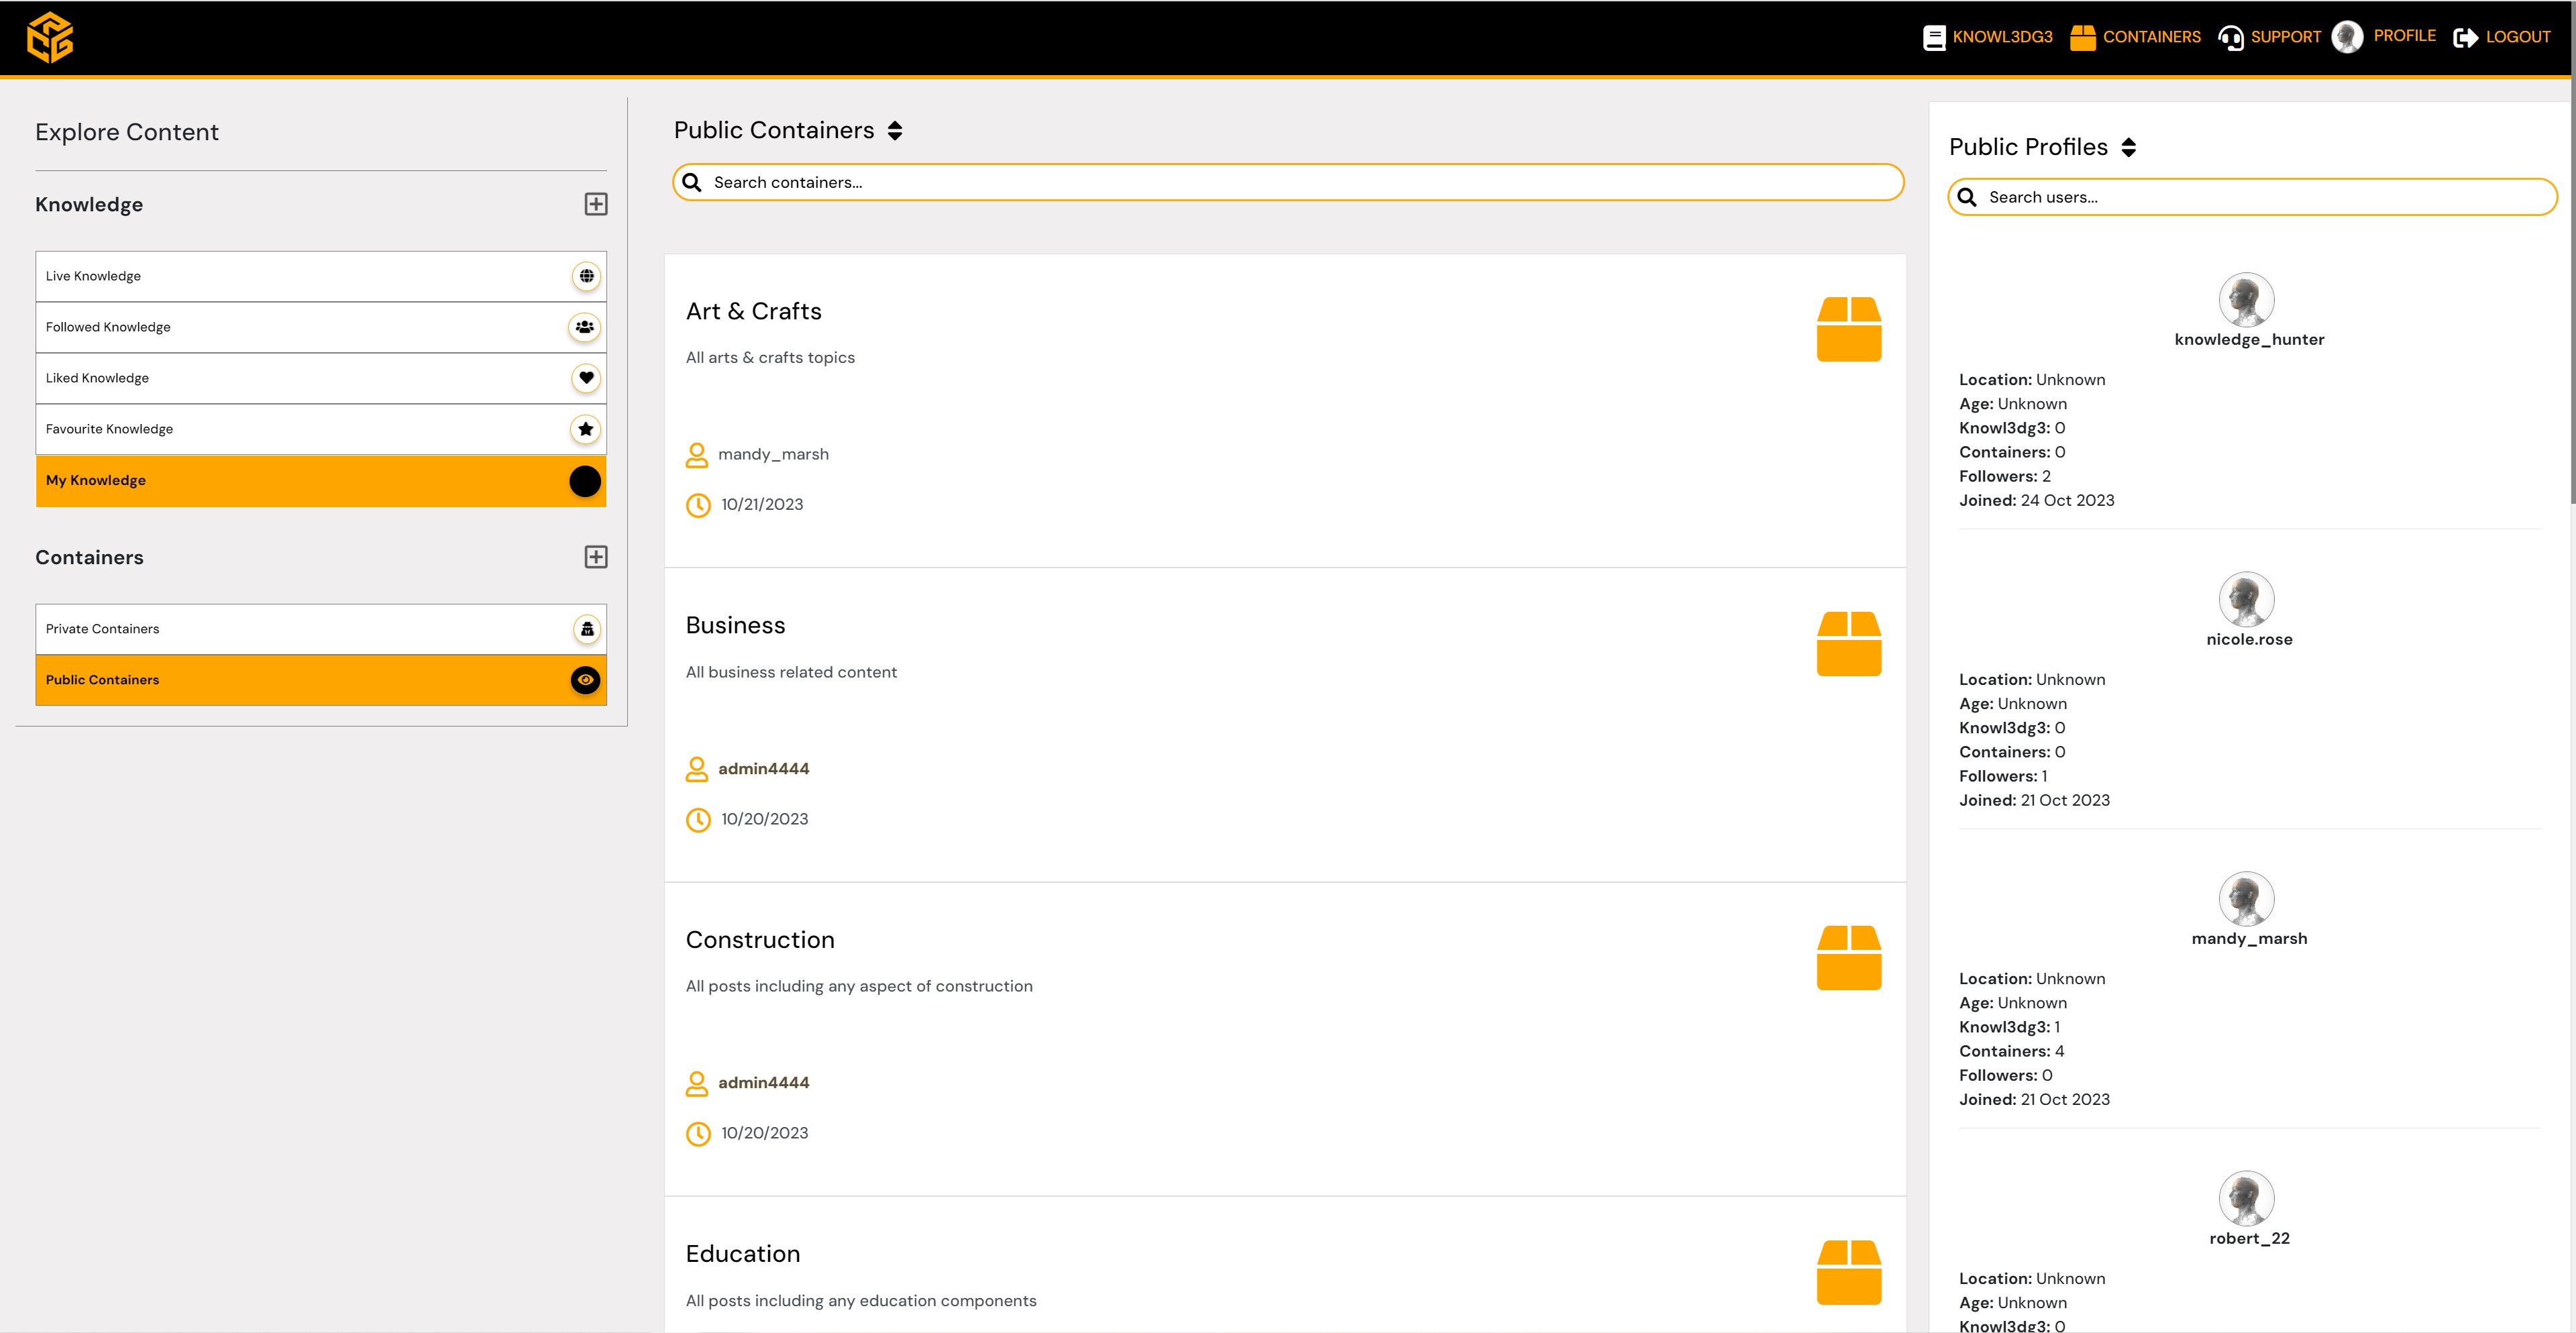 KNOWL3DG3 CONTAINERS SUPPORT PROFILE LOGOUT
Explore Content
Knowledge
Live Knowledge
Followed Knowledge
Liked Knowledge
Favourite Knowledge
My Knowledge
Containers
Private Containers
Public Containers
Public Containers
Search containers...
Art & Crafts
All arts & crafts topics
mandy_marsh
10/21/2023
Business
All business related content
admin4444
10/20/2023
Construction
All posts including any aspect of construction
admin4444
10/20/2023
Education
All posts including any education components
Public Profiles
Search users...
knowledge_hunter
Location: Unknown
Age: Unknown
Knowl3dg3: 0
Containers: 0
Followers: 2
Joined: 24 Oct 2023
nicole.rose
Location: Unknown
Age: Unknown
Knowl3dg3: 0
Containers: 0
Followers: 1
Joined: 21 Oct 2023
mandy_marsh
Location: Unknown
Age: Unknown
Knowl3dg3: 1
Containers: 4
Followers: 0
Joined: 21 Oct 2023
robert_22
Location: Unknown
Age: Unknown
Knowl3dg3: 0